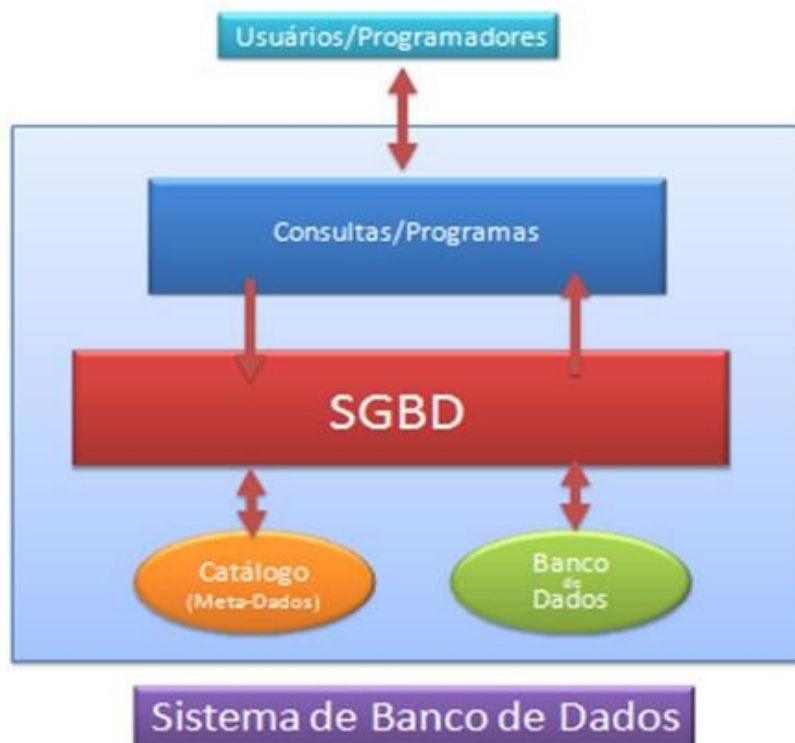 Usuários/Programadores
Consultas/Programas
SGBD
Catálogo
(Meta-Dados)
Banco
de
Dados
Sistema de Banco de Dados